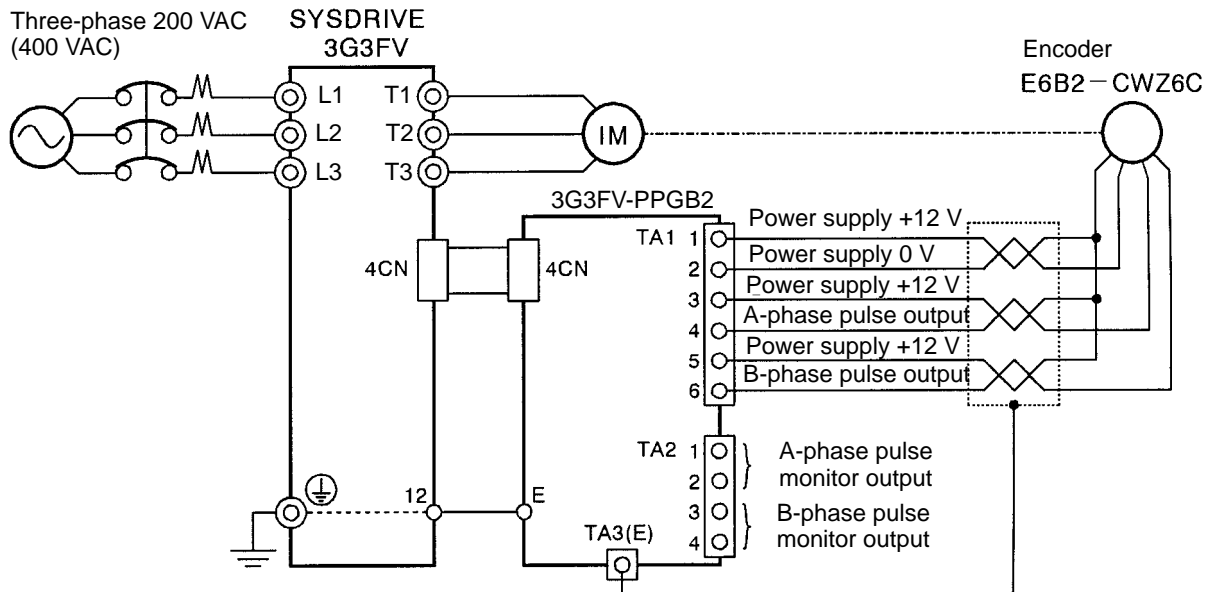 Three-phase 200 VAC
(400 VAC)
SYSDRIVE
3G3FV
Encoder
E6B2-CWZ6C
L1
T1
L2
T2
L3
T3
IM
3G3FV-PPGB2
4CN
4CN
TA1
1
Power supply +12 V
2
Power supply 0 V
3
Power supply +12 V
4
A-phase pulse output
5
Power supply +12 V
6
B-phase pulse output
TA2
1
2
A-phase pulse
monitor output
3
4
B-phase pulse
monitor output
12
E
TA3(E)